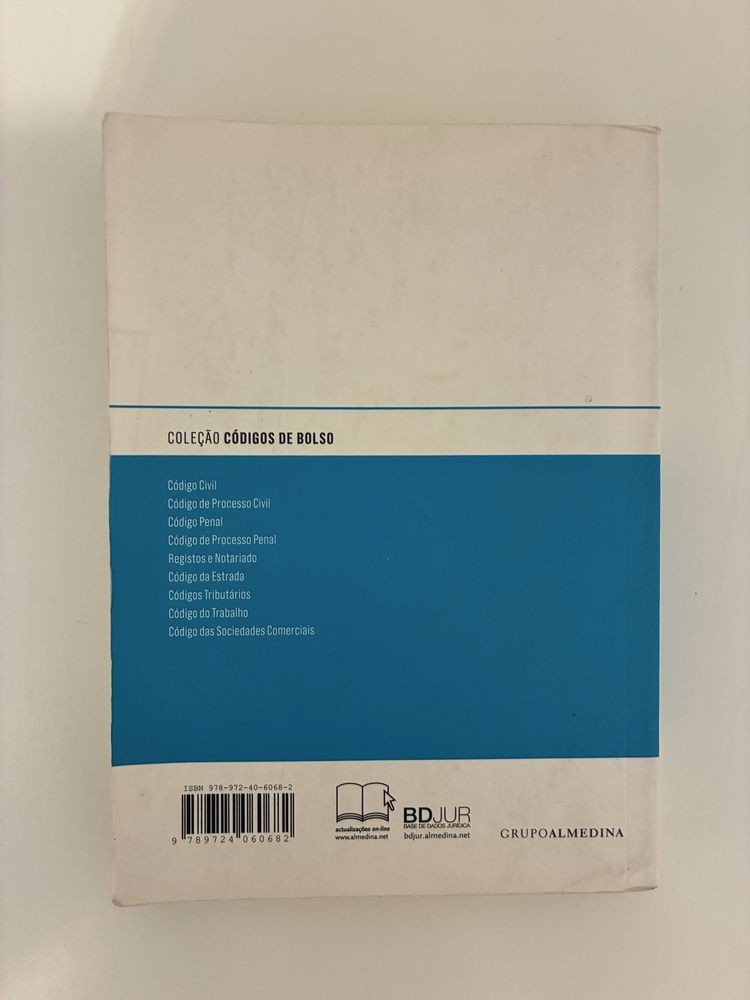 COLEÇÃO CÓDIGOS DE BOLSO
Código Civil
Código de Processo Civil
Código Penal
Código de Processo Penal
Registos e Notariado
Código da Estrada
Códigos Tributários
Código do Trabalho
Código das Sociedades Comerciais
ISBN 978-972-40-6068-2
9 789724 060682
actualizações on-line
www.almedina.net
BDJUR
BASE DE DADOS JURÍDICA
bdjur.almedina.net
GRUPOALMEDINA